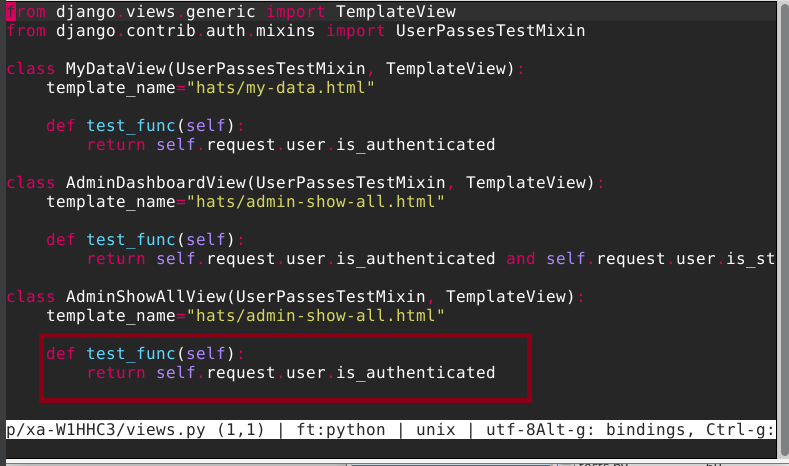 from django.views.generic import TemplateView
from django.contrib.auth.mixins import UserPassesTestMixin
class MyDataView(UserPassesTestMixin, TemplateView):
template_name="hats/my-data.html"
def test_func(self):
return self.request.user.is_authenticated
class AdminDashboardView(UserPassesTestMixin, TemplateView):
template_name="hats/admin-show-all.html"
def test_func(self):
return self.request.user.is_authenticated and self.request.user.is_st
class AdminShowAllView(UserPassesTestMixin, TemplateView):
template_name="hats/admin-show-all.html"
def test_func(self):
return self.request.user.is_authenticated
p/xa-W1HHC3/views.py (1,1) | ft:python | unix | utf-8Alt-g: bindings, Ctrl-g: